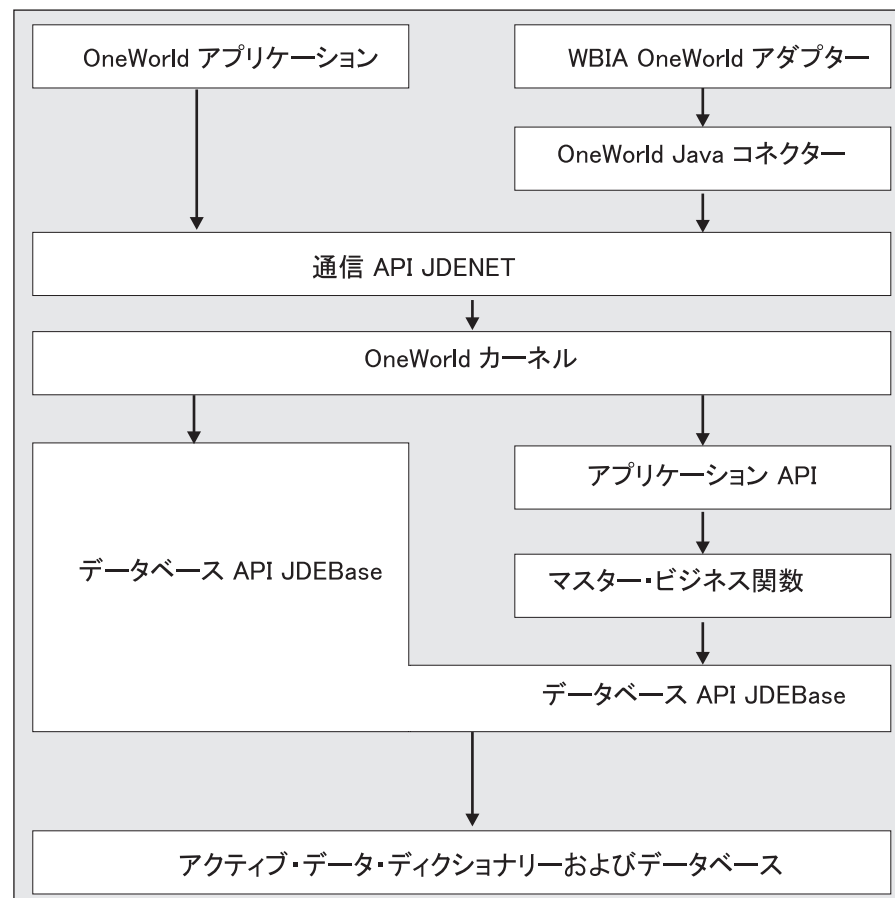 OneWorld アプリケーション
WBIA OneWorld アダプター
OneWorld Java コネクター
通信 API JDENET
OneWorld カーネル
アプリケーション API
データベース API JDEBase
マスター・ビジネス関数
データベース API JDEBase
アクティブ・データ・ディクショナリーおよびデータベース